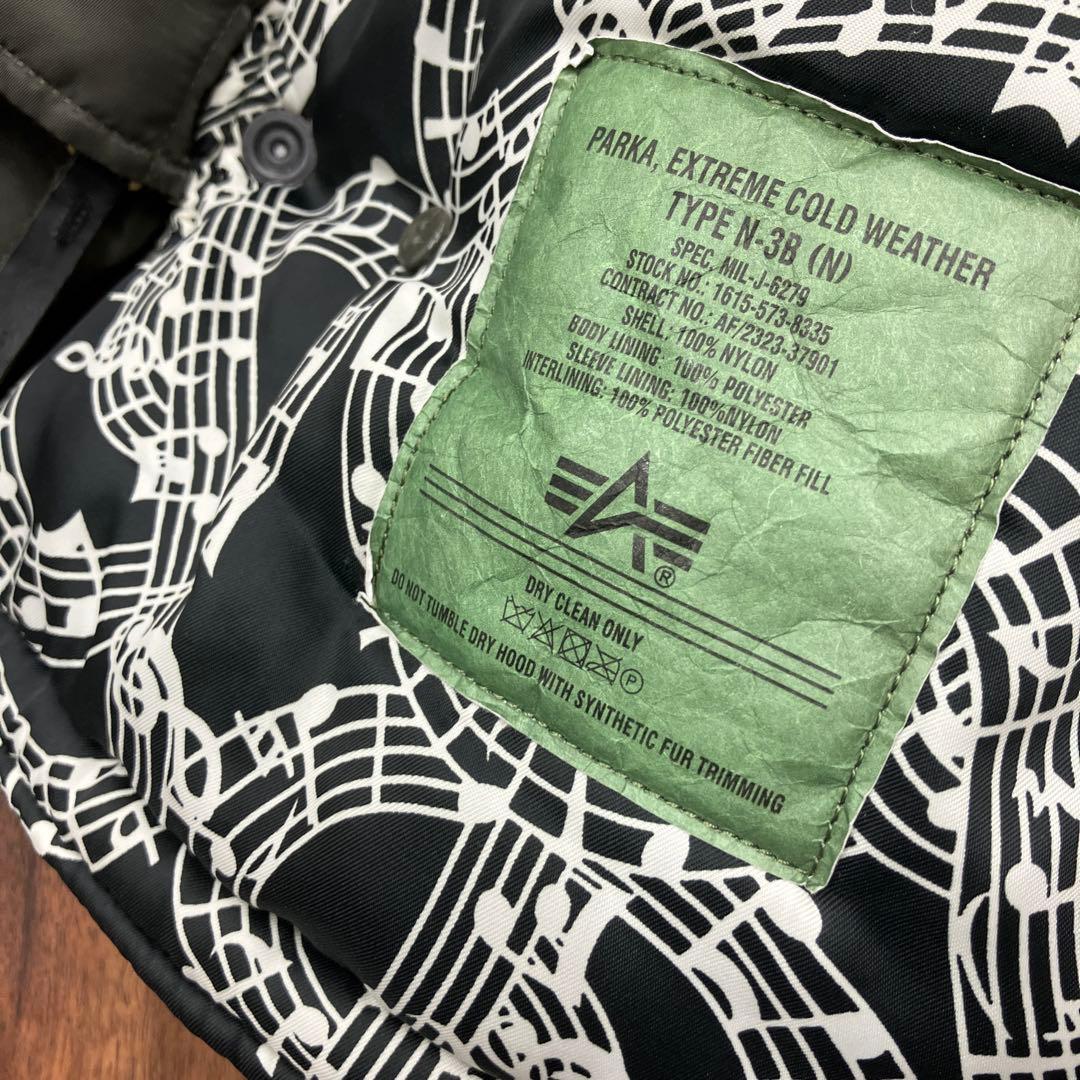 PARKA, EXTREME COLD WEATHER
TYPE N-3B (N)
SPEC. MIL-J-6279
STOCK NO.: 1615-573-8335
CONTRACT NO.: AF/2323-37901
SHELL: 100% NYLON
BODY LINING: 100% POLYESTER
SLEEVE LINING: 100%NYLON
INTERLINING: 100% POLYESTER FIBER FILL
®
DRY CLEAN ONLY
P
DO NOT TUMBLE DRY HOOD WITH SYNTHETIC FUR TRIMMING